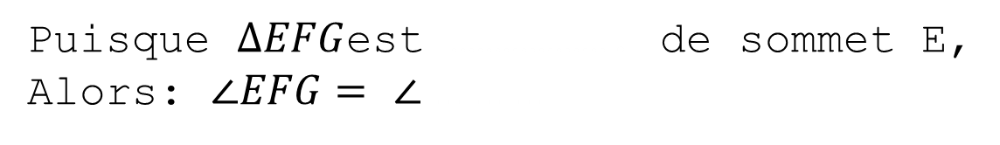 Puisque ΔEFGest de sommet E,
Alors: ∠EFG = ∠